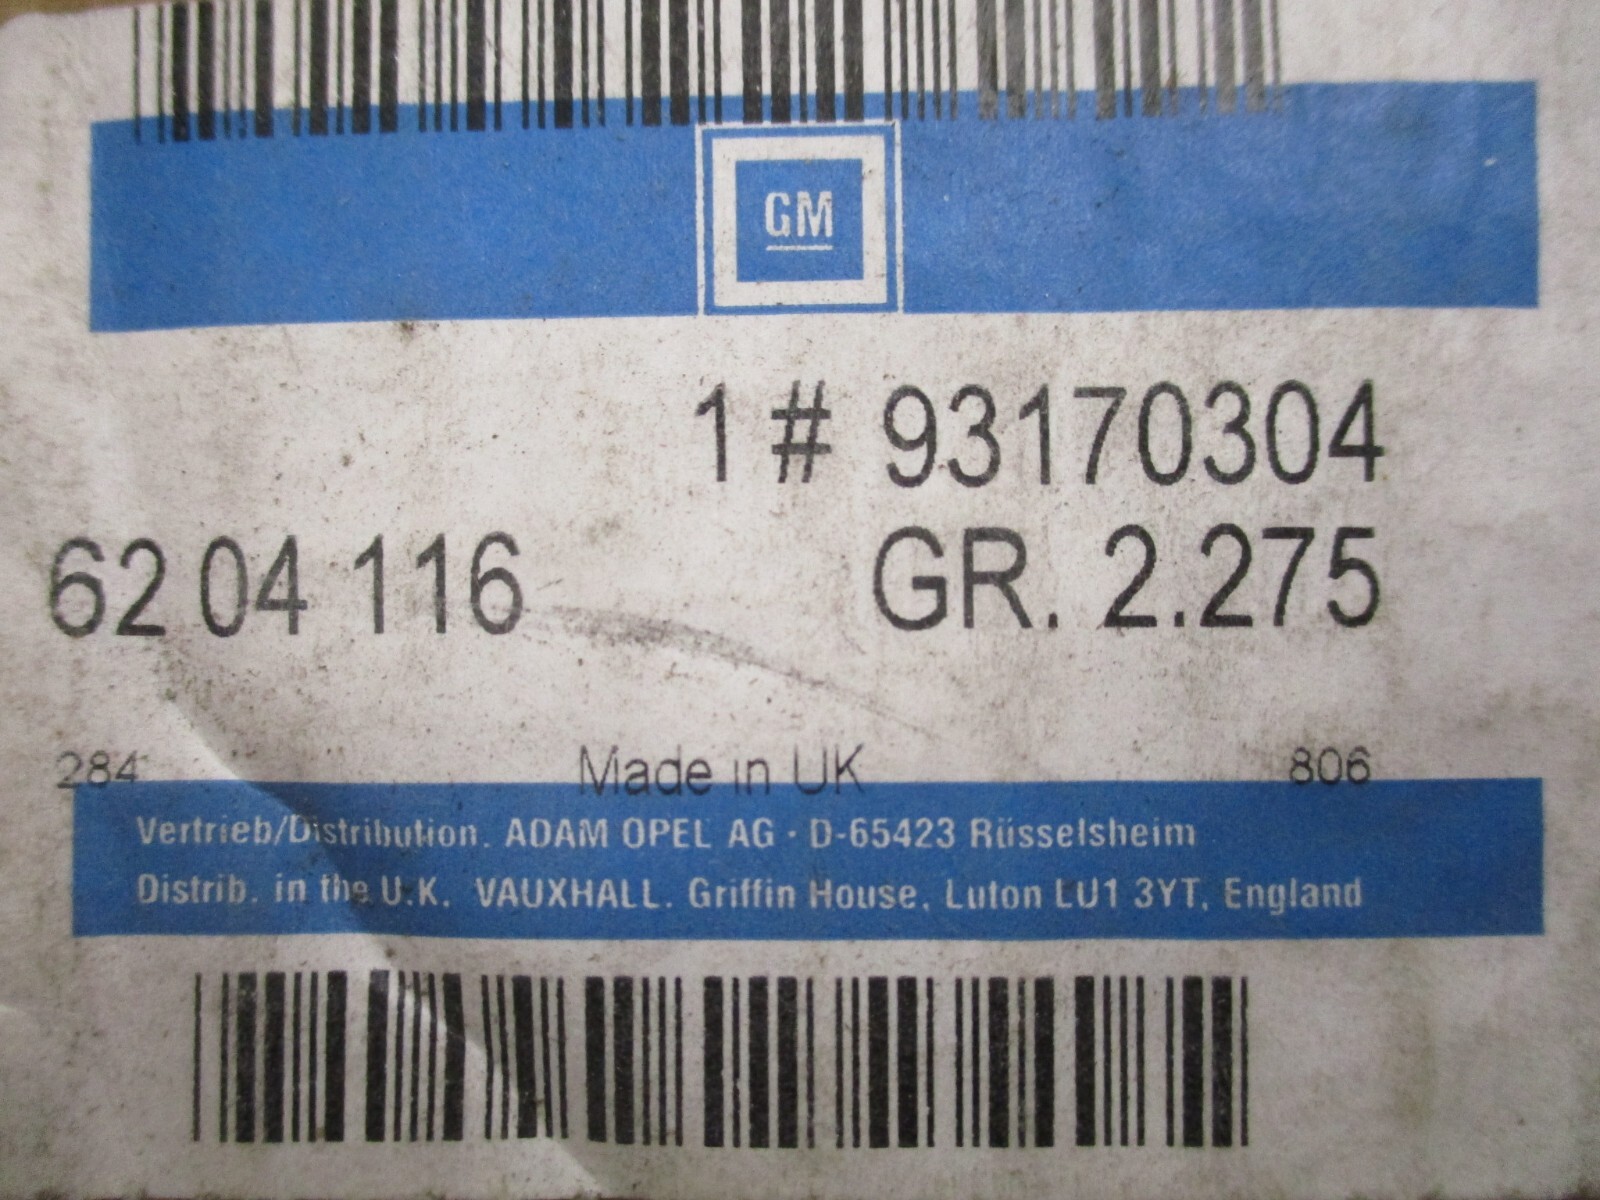 GM
1 # 93170304
62 04 116 GR. 2.275
284 Made in UK 806
Vertrieb/Distribution. ADAM OPEL AG · D-65423 Rüsselsheim
Distrib. in the U.K. VAUXHALL. Griffin House, Luton LU1 3YT, England